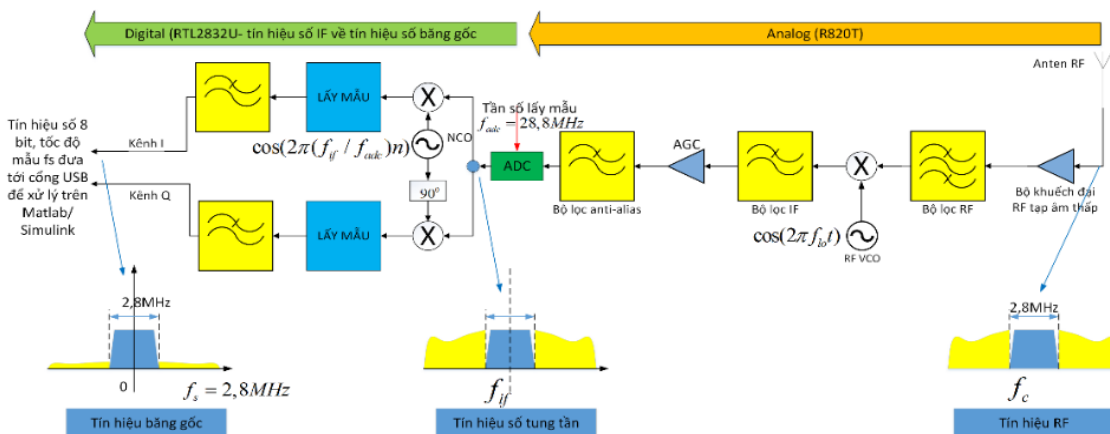 Digital (RTL2832U- tín hiệu số IF về tín hiệu số băng gốc
Analog (R820T)
Anten RF
Tín hiệu số 8
bit, tốc độ
mẫu fs đưa
tới cổng USB
để xử lý trên
Matlab/
Simulink
Kênh I
Kênh Q
LẤY MẪU
LẤY MẪU
X
X
NCO
cos(2π(f_if / f_adc)n)
90°
Tần số lấy mẫu
f_adc = 28,8MHz
ADC
Bộ lọc anti-alias
AGC
Bộ lọc IF
X
cos(2πf_lo t)
RF VCO
Bộ lọc RF
Bộ khuếch đại
RF tạp âm thấp
2,8MHz
0
f_s = 2,8MHz
Tín hiệu băng gốc
f_if
Tín hiệu số tung tần
2,8MHz
f_c
Tín hiệu RF